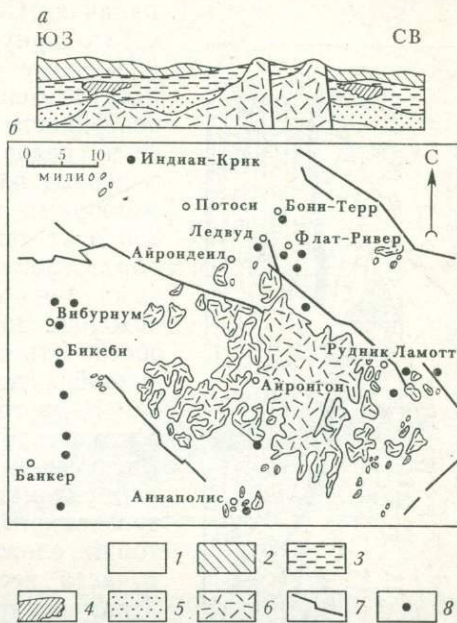 а
ЮЗ СВ
б
0 5 10
мили
Индиан-Крик
С
Потоси
Бонн-Терр
Ледвуд
Флат-Ривер
Айрондейл
Вибурнум
Бикебн
Рудник Ламотт
Айронгон
Банкер
Аннаполис
1 2 3
4 5 6 7 8